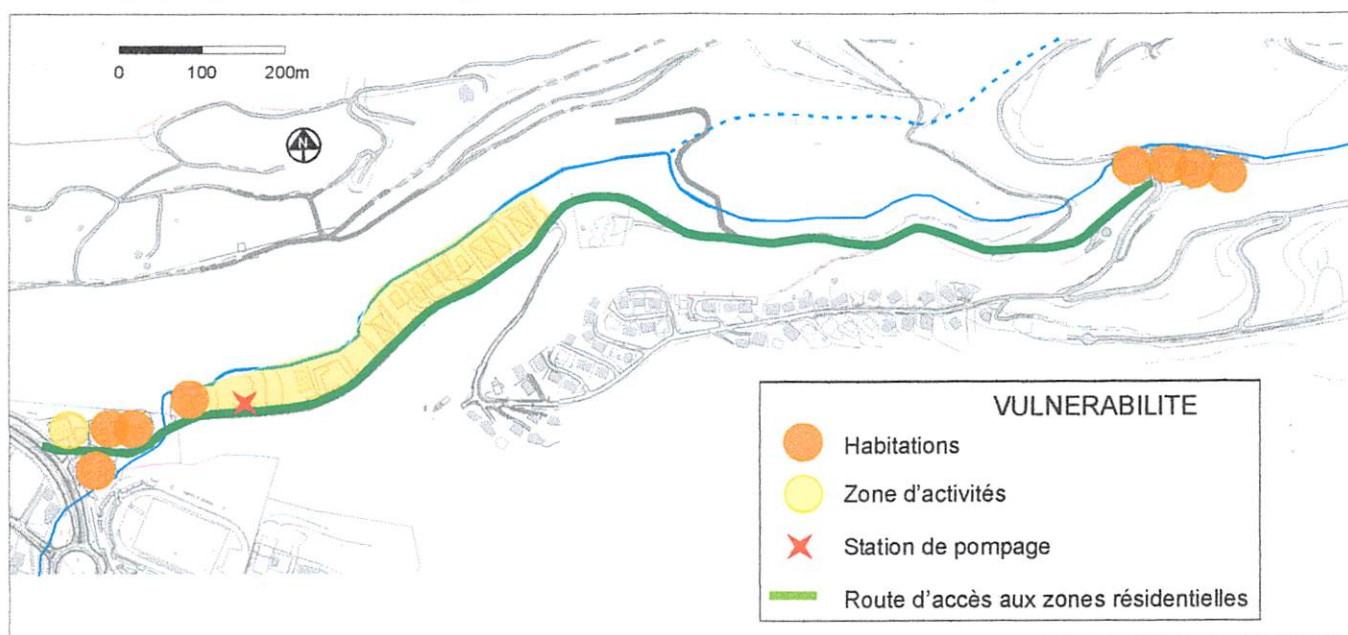 0 100 200m
N
VULNERABILITE
Habitations
Zone d'activités
Station de pompage
Route d'accès aux zones résidentielles